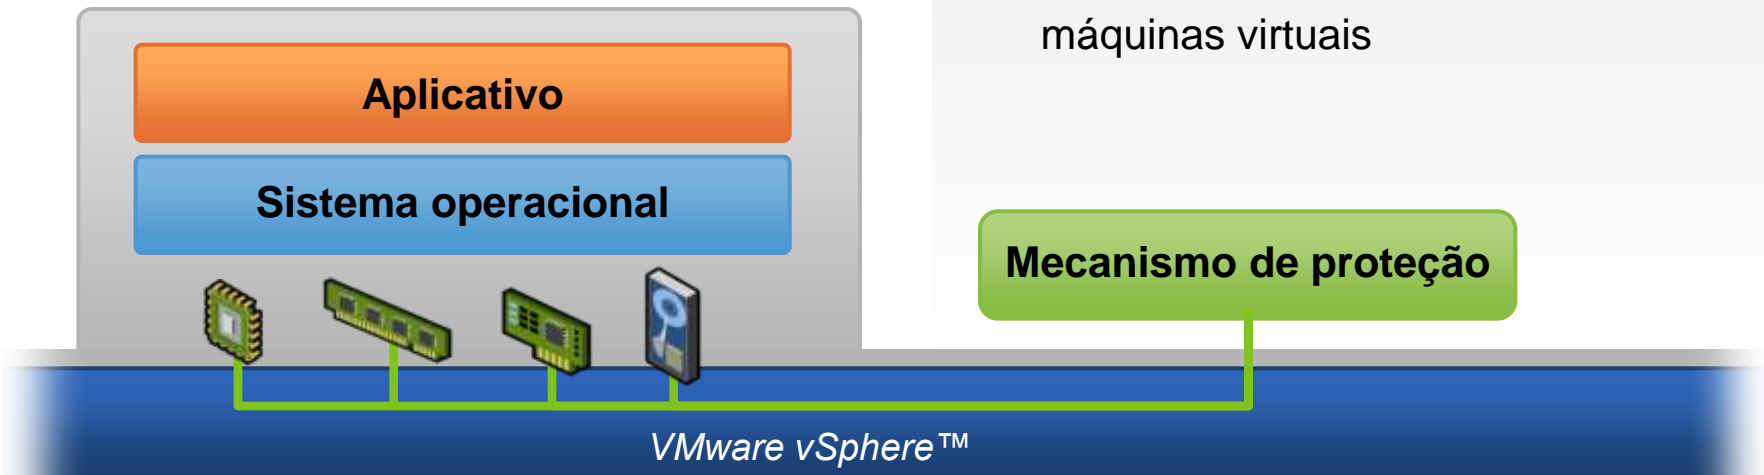 máquinas virtuais
Aplicativo
Sistema operacional
Mecanismo de proteção
VMware vSphere™